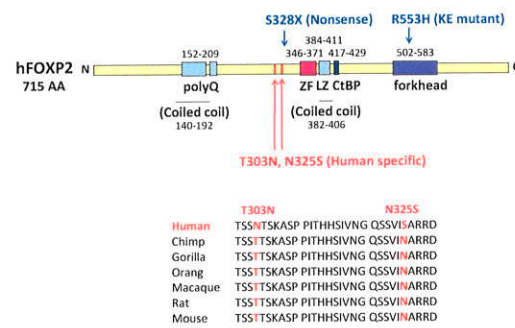 S328X (Nonsense)
R553H (KE mutant)
384-411
152-209
346-371
417-429
502-583
hFOXP2
N
715 AA
polyQ
ZF LZ CtBP
forkhead
(Coiled coil)
(Coiled coil)
140-192
382-406
T303N, N325S (Human specific)
T303N
N325S
Human TSSNTSKASP PITHHSIVNG QSSVISARRD
Chimp TSSTTSKASP PITHHSIVNG QSSVINARRD
Gorilla TSSTTSKASP PITHHSIVNG QSSVINARRD
Orang TSSTTSKASP PITHHSIVNG QSSVINARRD
Macaque TSSTTSKASP PITHHSIVNG QSSVINARRD
Rat TSSTTSKASP PITHHSIVNG QSSVINARRD
Mouse TSSTTSKASP PITHHSIVNG QSSVINARRD